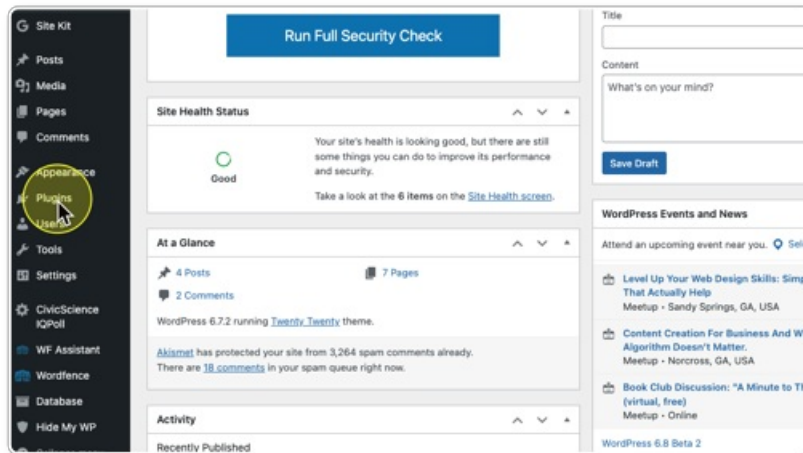 Site Kit
Posts
Media
Pages
Comments
Appearance
Plugins
Users
Tools
Settings
CivicScience
IQPoll
WF Assistant
Wordfence
Database
Hide My WP
Run Full Security Check
Site Health Status
Good
Your site's health is looking good, but there are still
some things you can do to improve its performance
and security.
Take a look at the 6 items on the Site Health screen.
At a Glance
4 Posts
7 Pages
2 Comments
WordPress 6.7.2 running Twenty Twenty theme.
Akismet has protected your site from 3,264 spam comments already.
There are 18 comments in your spam queue right now.
Activity
Recently Published
Title
Content
What's on your mind?
Save Draft
WordPress Events and News
Attend an upcoming event near you.
Level Up Your Web Design Skills:
That Actually Help
Meetup • Sandy Springs, GA, USA
Content Creation For Business And
Algorithm Doesn't Matter.
Meetup • Norcross, GA, USA
Book Club Discussion: "A Minute to
(virtual, free)
Meetup • Online
WordPress 6.8 Beta 2